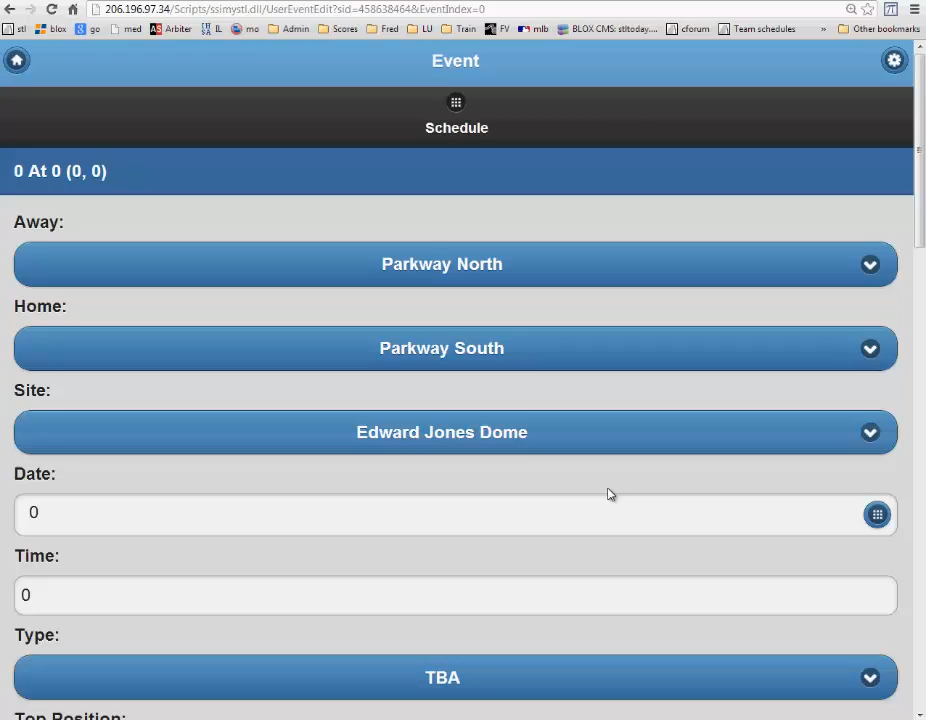 206.196.97.34/Scripts/ssimystl.dll/UserEventEdit?sid=458638464&EventIndex=0
stl blox go med Arbiter IL mo Admin Scores Fred LU Train FV mlb BLOX CMS: stltoday.... cforum Team schedules » Other bookmarks
Event
Schedule
0 At 0 (0, 0)
Away:
Parkway North
Home:
Parkway South
Site:
Edward Jones Dome
Date:
0
Time:
0
Type:
TBA
Top Position: